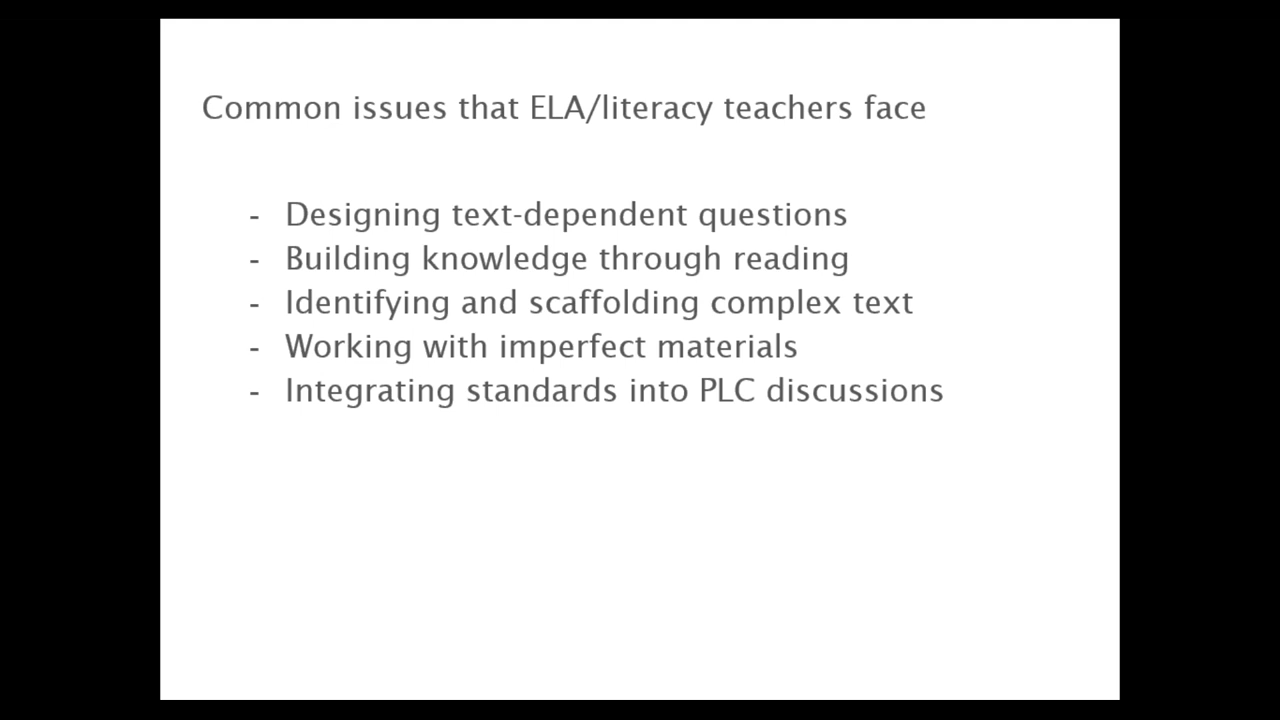 Common issues that ELA/literacy teachers face
- Designing text-dependent questions
- Building knowledge through reading
- Identifying and scaffolding complex text
- Working with imperfect materials
- Integrating standards into PLC discussions